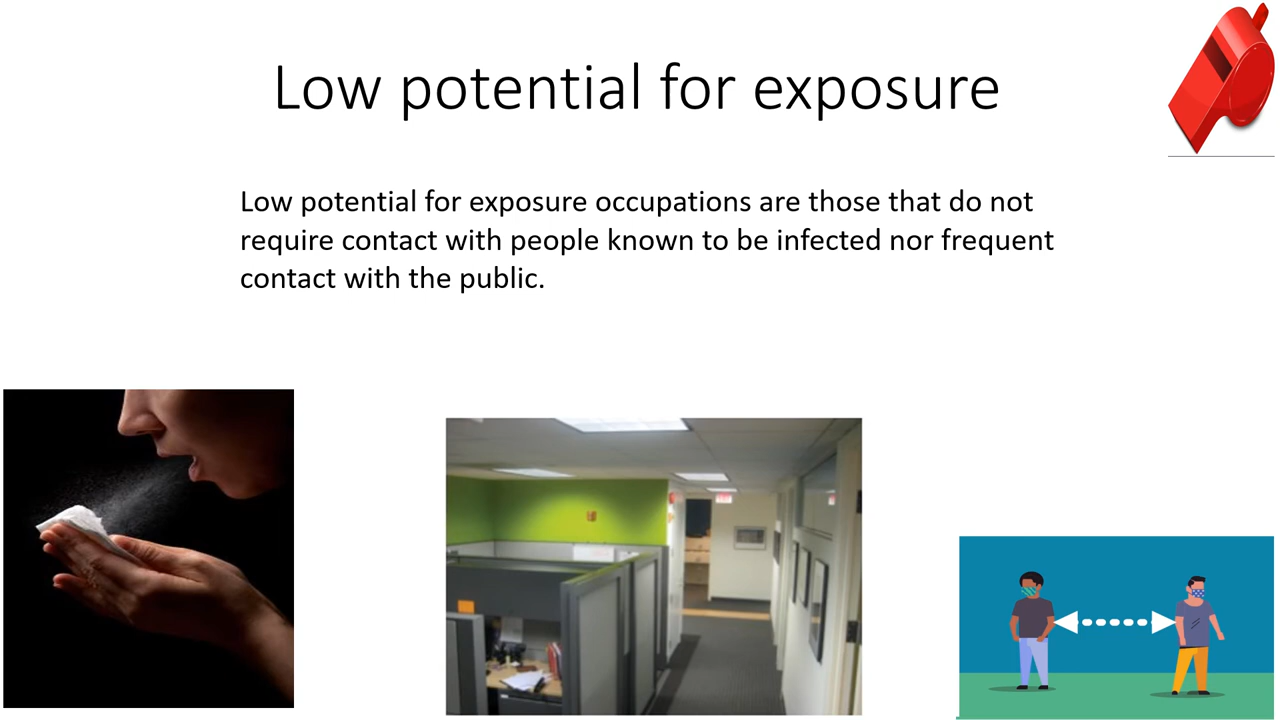 Low potential for exposure
Low potential for exposure occupations are those that do not
require contact with people known to be infected nor frequent
contact with the public.